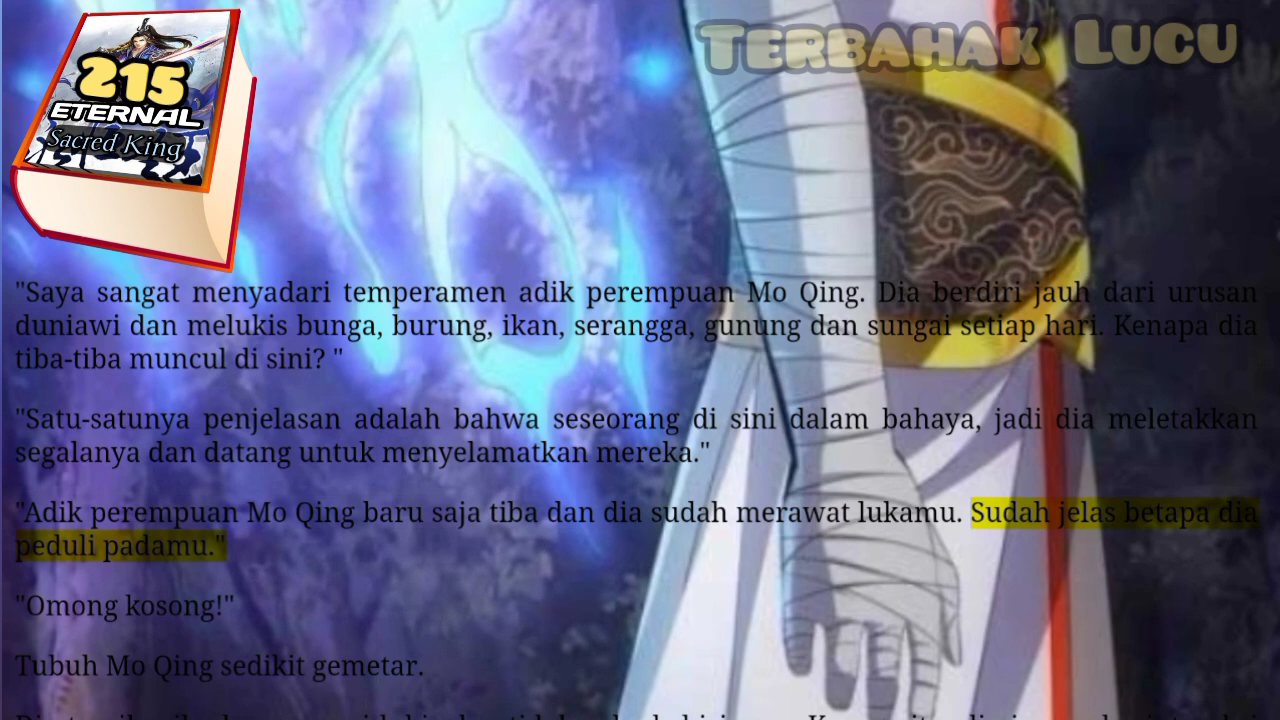 Terbahak Lucu
215
ETERNAL
Sacred King
"Saya sangat menyadari temperamen adik perempuan Mo Qing. Dia berdiri jauh dari urusan
duniawi dan melukis bunga, burung, ikan, serangga, gunung dan sungai setiap hari. Kenapa dia
tiba-tiba muncul di sini? "
"Satu-satunya penjelasan adalah bahwa seseorang di sini dalam bahaya, jadi dia meletakkan
segalanya dan datang untuk menyelamatkan mereka."
"Adik perempuan Mo Qing baru saja tiba dan dia sudah merawat lukamu. Sudah jelas betapa dia
peduli padamu."
"Omong kosong!"
Tubuh Mo Qing sedikit gemetar.